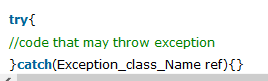 try{
//code that may throw exception
}catch(Exception_class_Name ref){}